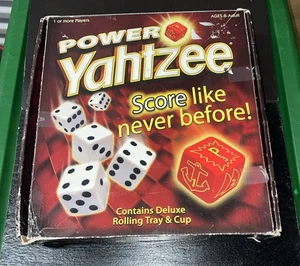 1 or more Players
AGES 8-Adult
POWER
Yahtzee
Score like
never before!
Contains Deluxe
Rolling Tray & Cup